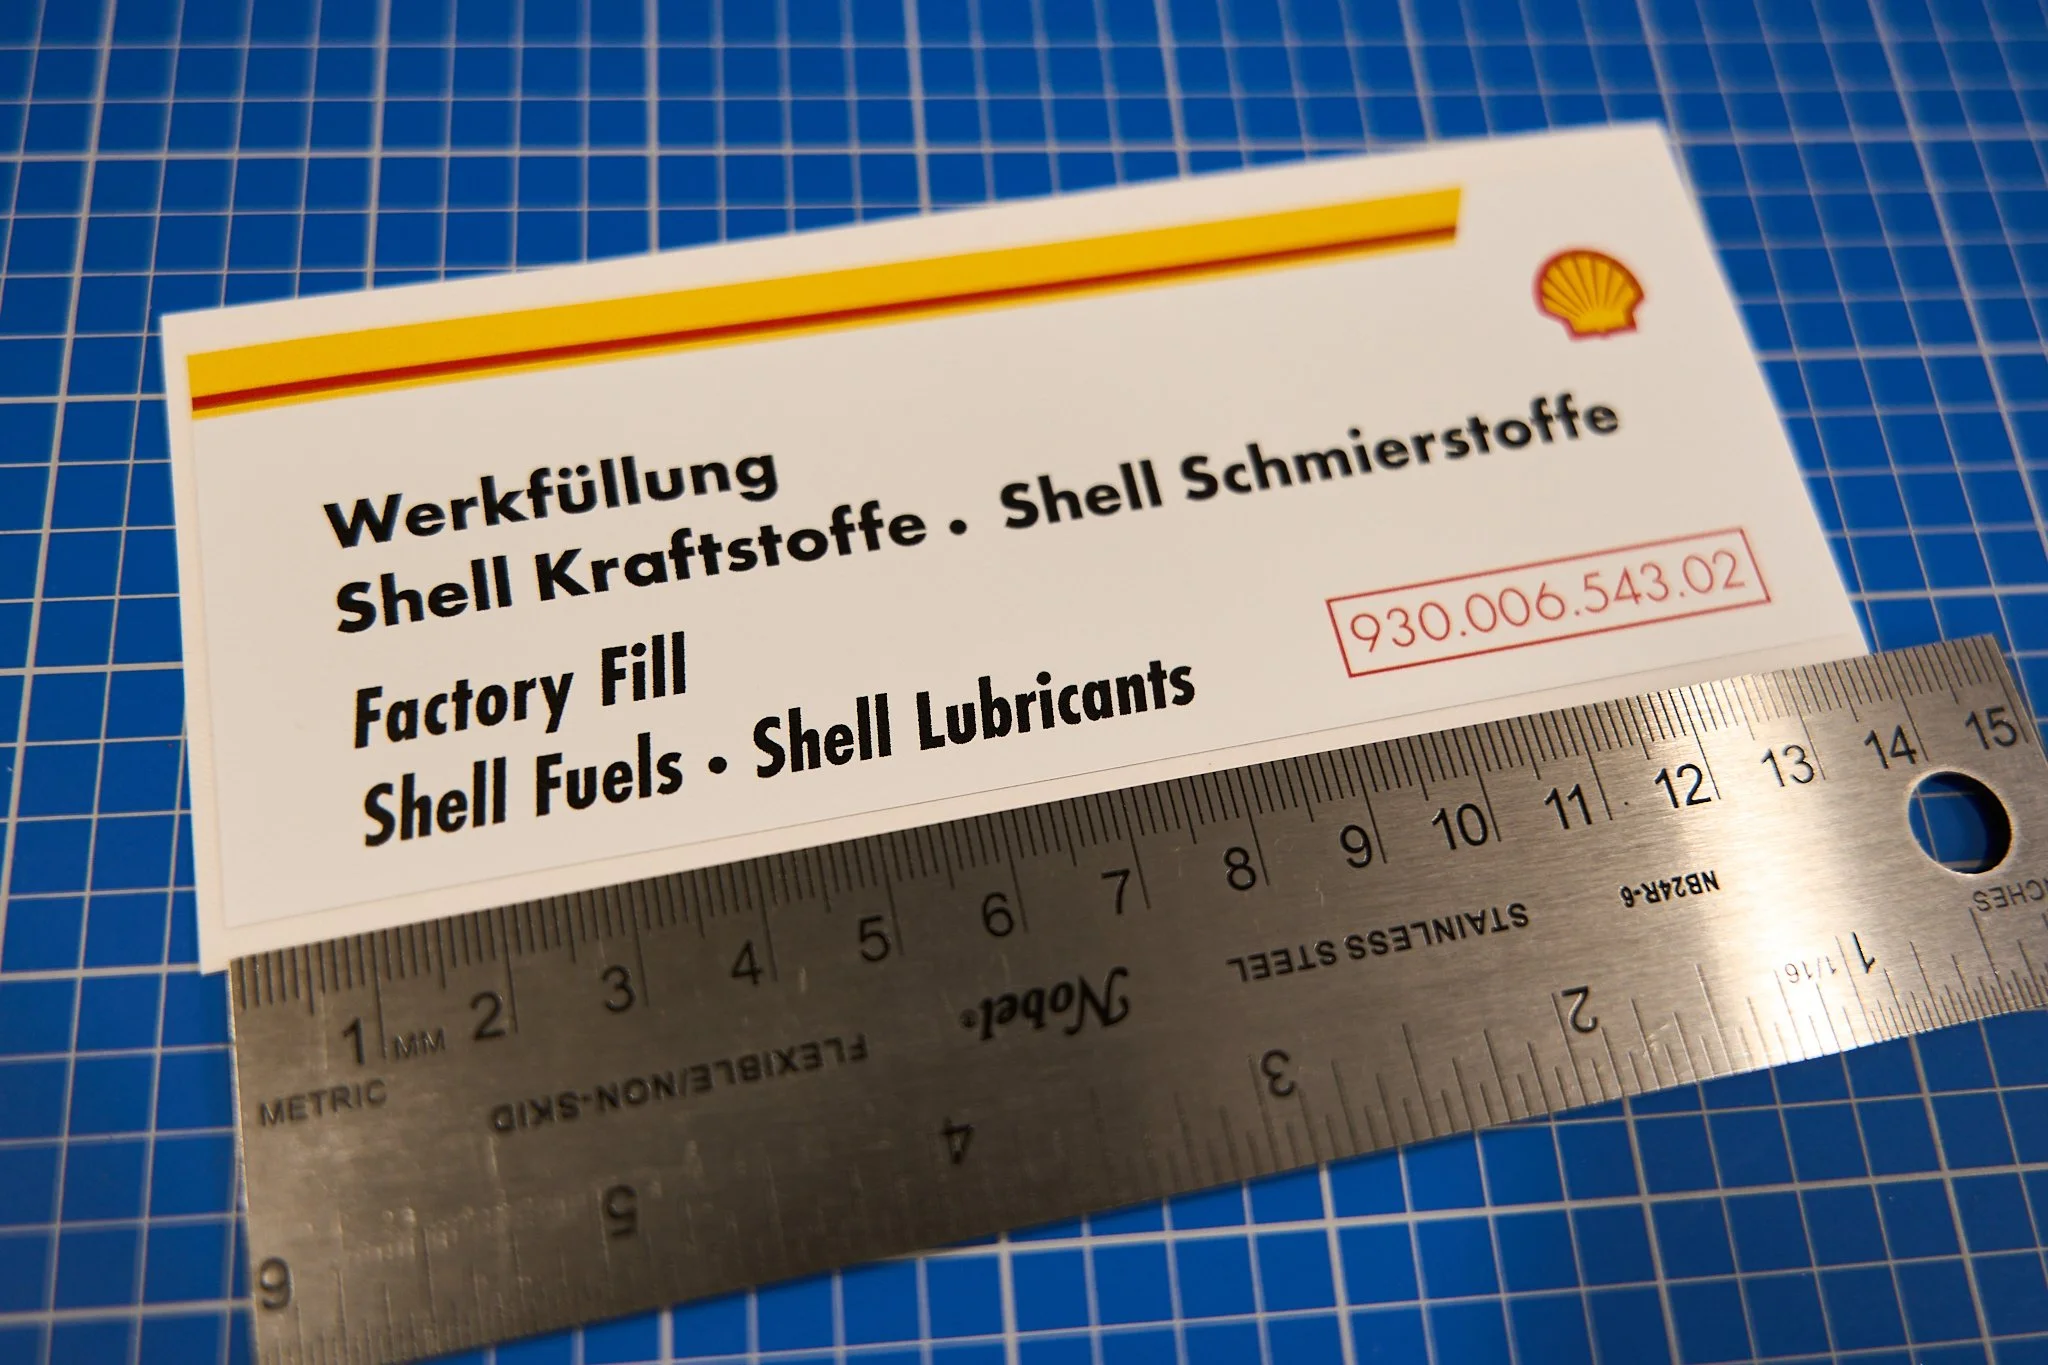 Werkfüllung
Shell Kraftstoffe • Shell Schmierstoffe
Factory Fill
Shell Fuels • Shell Lubricants
930.006.543.02
1 2 3 4 5 6 7 8 9 10 11 12 13 14 15
MM
METRIC
INCHES
1/16
NB24R-6
STAINLESS STEEL
Nobel®
FLEXIBLE/NON-SKID
1 2 3 4 5 6